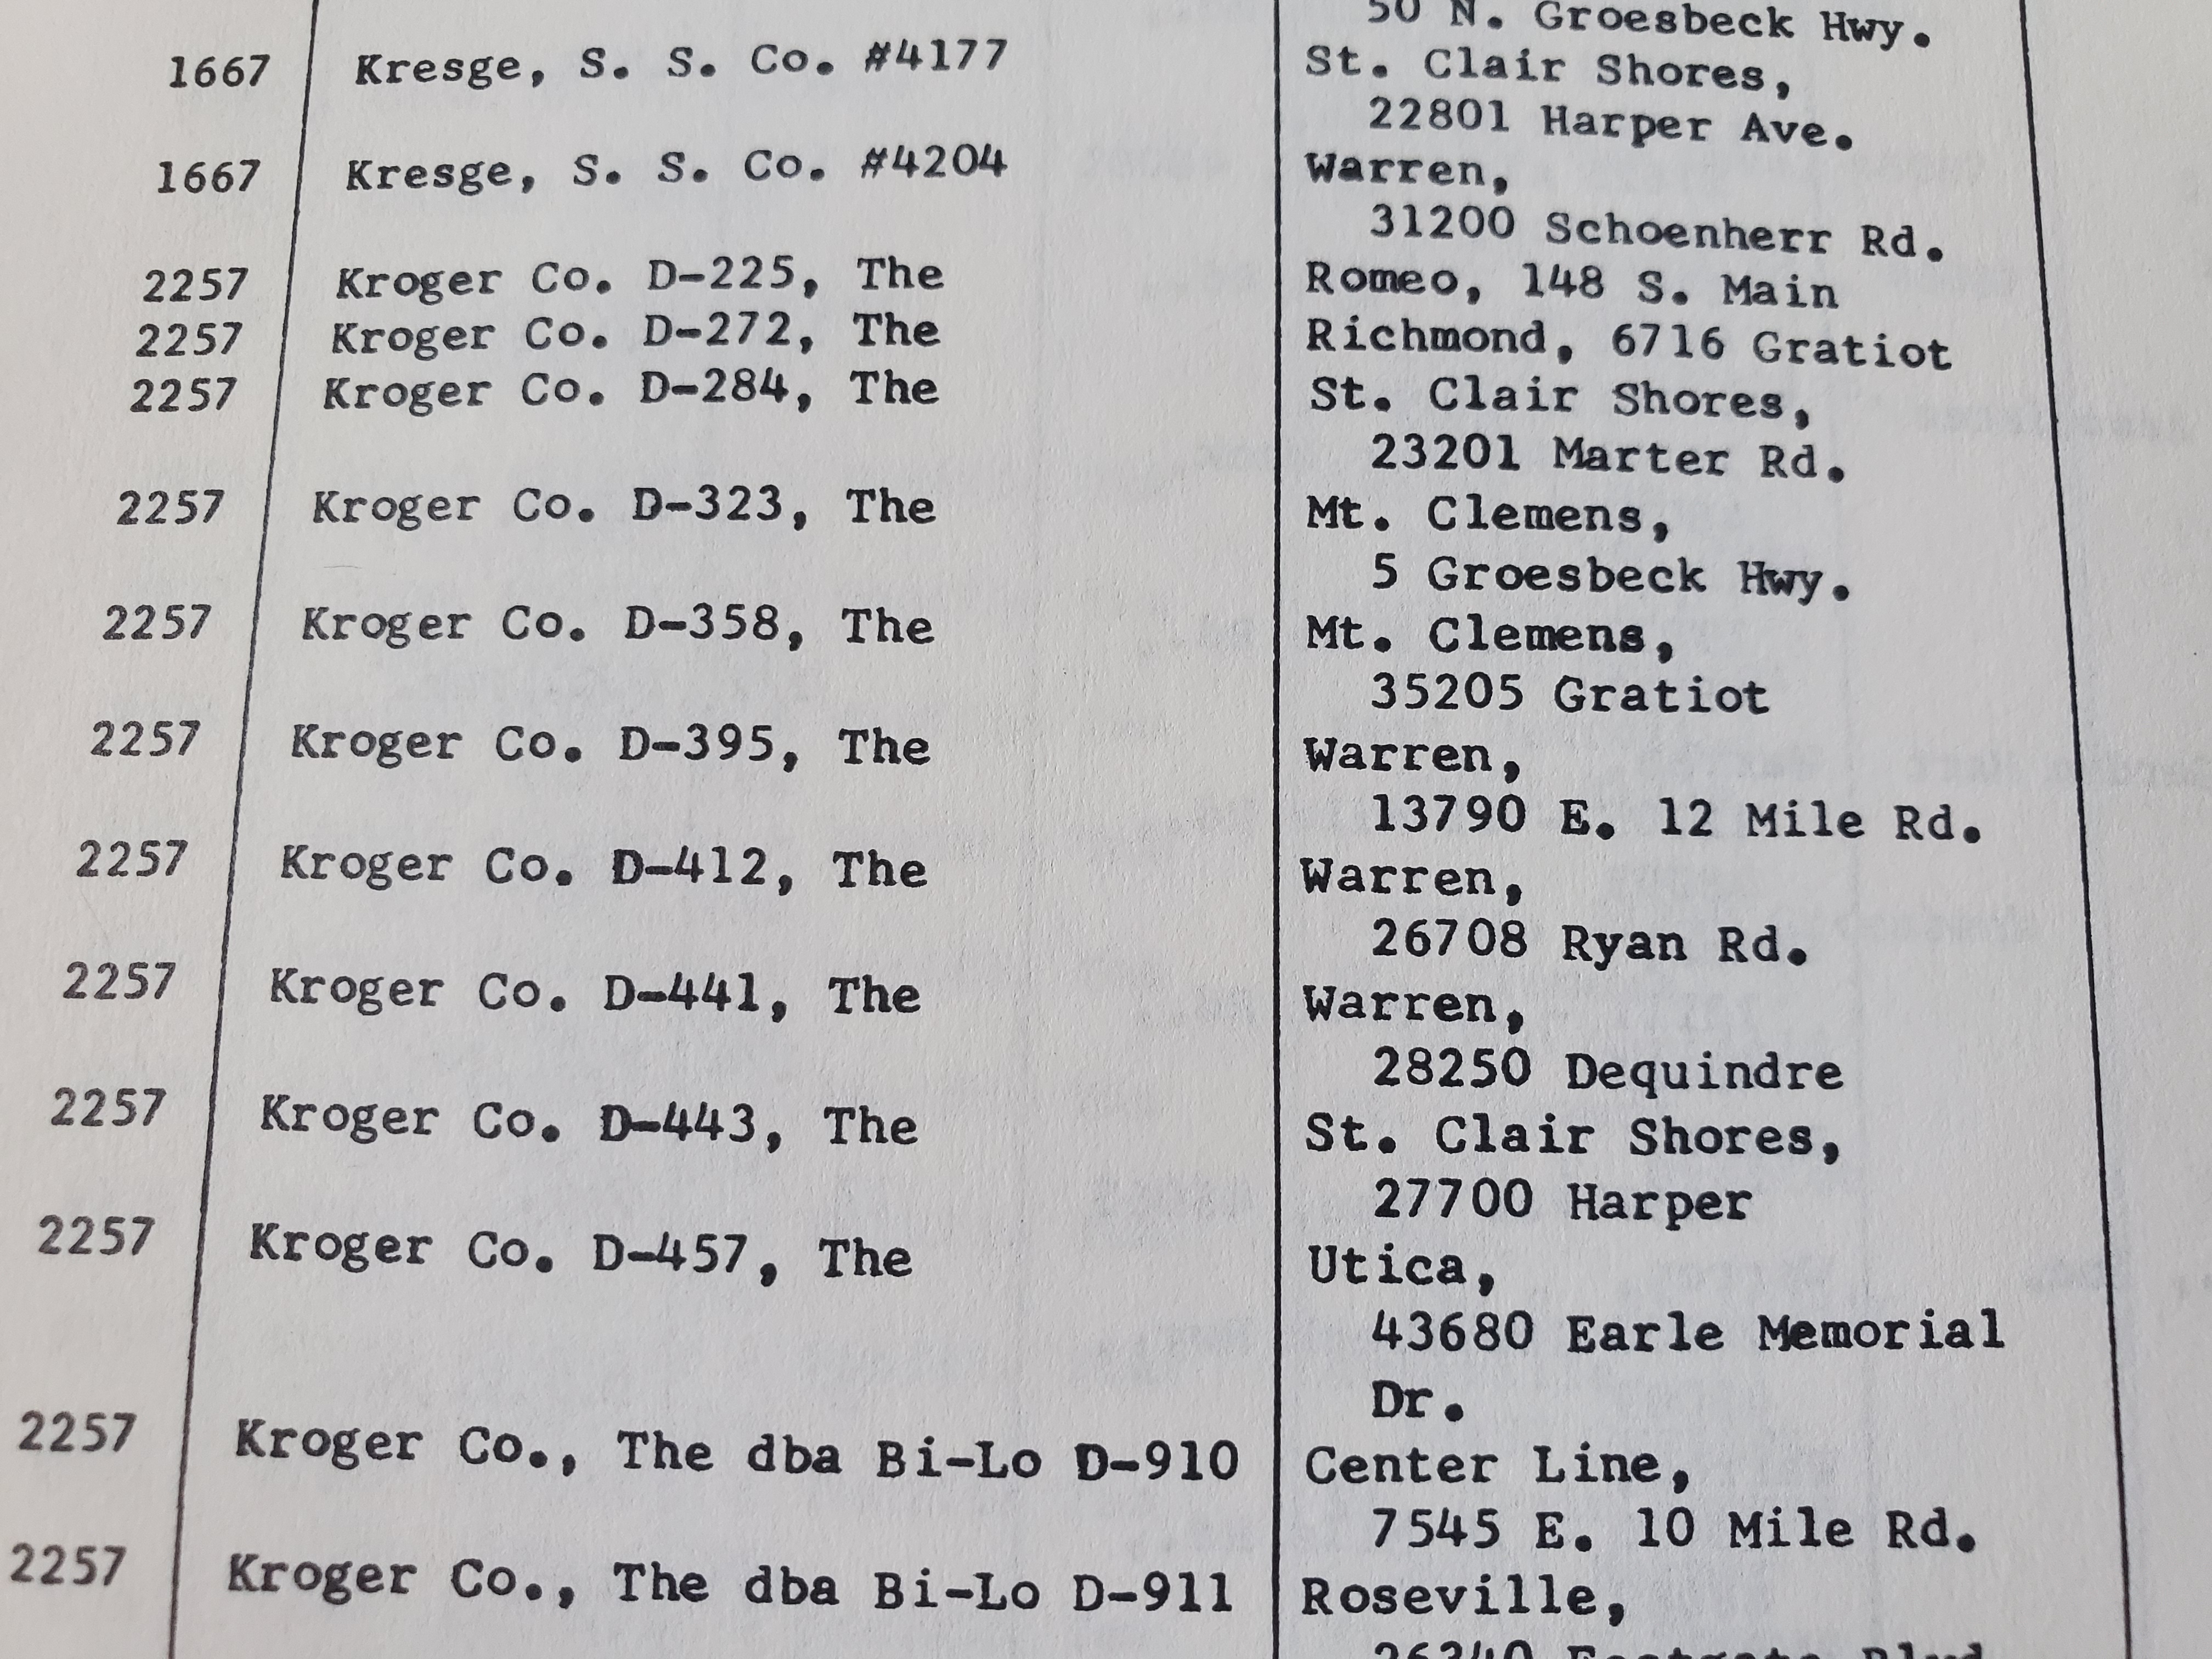 50 N. Groesbeck Hwy.
1667 Kresge, S. S. Co. #4177 St. Clair Shores,
22801 Harper Ave.
1667 Kresge, S. S. Co. #4204 Warren,
31200 Schoenherr Rd.
2257 Kroger Co. D-225, The Romeo, 148 S. Main
2257 Kroger Co. D-272, The Richmond, 6716 Gratiot
2257 Kroger Co. D-284, The St. Clair Shores,
23201 Marter Rd.
2257 Kroger Co. D-323, The Mt. Clemens,
5 Groesbeck Hwy.
2257 Kroger Co. D-358, The Mt. Clemens,
35205 Gratiot
2257 Kroger Co. D-395, The Warren,
13790 E. 12 Mile Rd.
2257 Kroger Co. D-412, The Warren,
26708 Ryan Rd.
2257 Kroger Co. D-441, The Warren,
28250 Dequindre
2257 Kroger Co. D-443, The St. Clair Shores,
27700 Harper
2257 Kroger Co. D-457, The Utica,
43680 Earle Memorial
Dr.
2257 Kroger Co., The dba Bi-Lo D-910 Center Line,
7545 E. 10 Mile Rd.
2257 Kroger Co., The dba Bi-Lo D-911 Roseville,
26340 Eastgate Blvd